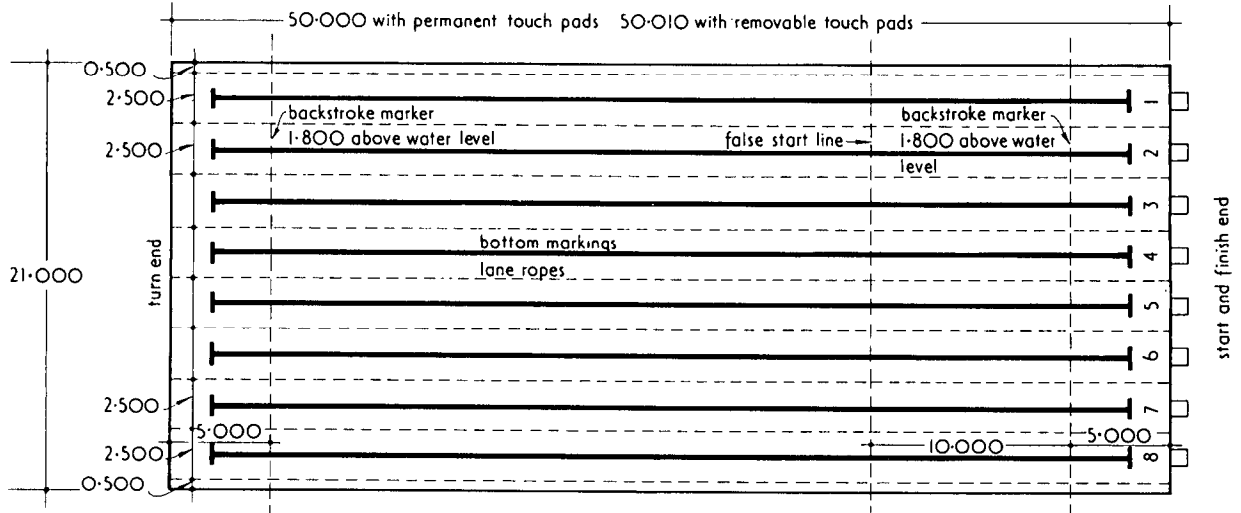 50·000 with permanent touch pads 50·010 with removable touch pads
0·500
2·500
1
backstroke marker
1·800 above water level
backstroke marker
1·800 above water
level
false start line
2·500
2
3
bottom markings
lane ropes
4
21·000
turn end
start and finish end
5
6
2·500
7
5·000
10·000
5·000
2·500
8
0·500